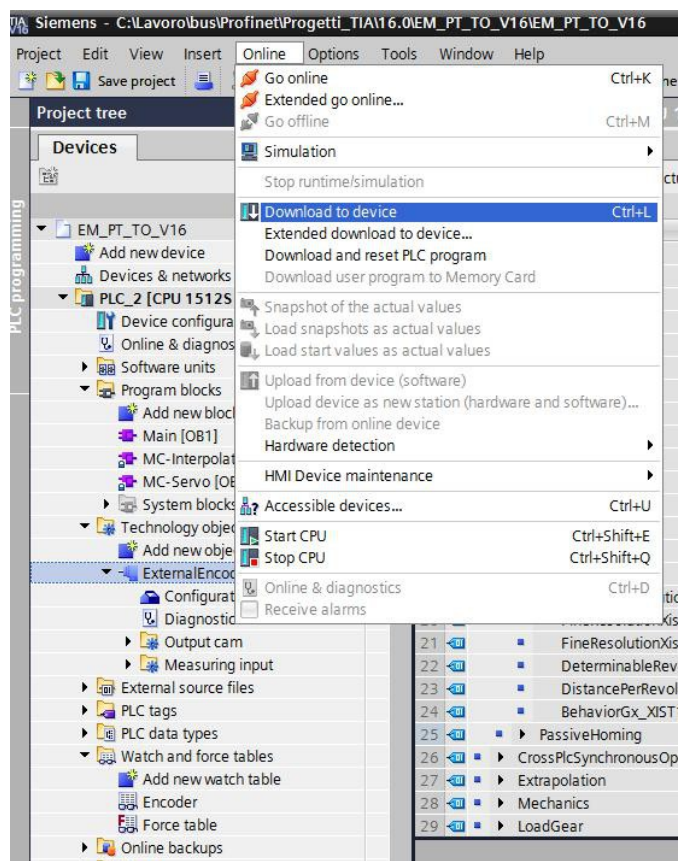 TIA V16 Siemens - C:\Lavoro\bus\Profinet\Progetti_TIA\16.0\EM_PT_TO_V16\EM_PT_TO_V16
Project Edit View Insert Online Options Tools Window Help
Save project
Project tree
Devices
PLC programming
EM_PT_TO_V16
Add new device
Devices & networks
PLC_2 [CPU 1512S
Device configura
Online & diagnos
Software units
Program blocks
Add new bloc
Main [OB1]
MC-Interpolat
MC-Servo [OB
System blocks
Technology objec
Add new obje
ExternalEncod
Configurat
Diagnostic
Output cam
Measuring input
External source files
PLC tags
PLC data types
Watch and force tables
Add new watch table
Encoder
Force table
Online backups
Go online Ctrl+K
Extended go online...
Go offline Ctrl+M
Simulation
Stop runtime/simulation
Download to device Ctrl+L
Extended download to device...
Download and reset PLC program
Download user program to Memory Card
Snapshot of the actual values
Load snapshots as actual values
Load start values as actual values
Upload from device (software)
Upload device as new station (hardware and software)...
Backup from online device
Hardware detection
HMI Device maintenance
Accessible devices... Ctrl+U
Start CPU Ctrl+Shift+E
Stop CPU Ctrl+Shift+Q
Online & diagnostics Ctrl+D
Receive alarms
21 FineResolutionXis
22 DeterminableRev
23 DistancePerRevol
24 BehaviorGx_XIST
25 PassiveHoming
26 CrossPlcSynchronousOp
27 Extrapolation
28 Mechanics
29 LoadGear